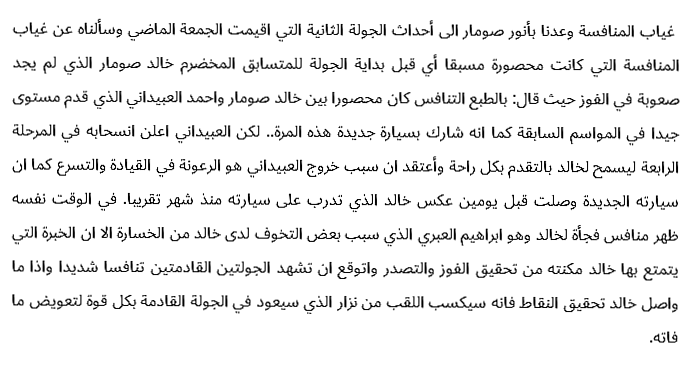 غياب المنافسة وعدنا بأنور صومار الى أحداث الجولة الثانية التي اقيمت الجمعة الماضي وسألناه عن غياب
المنافسة التي كانت محصورة مسبقا أي قبل بداية الجولة للمتسابق المخضرم خالد صومار الذي لم يجد
صعوبة في الفوز حيث قال: بالطبع التنافس كان محصورا بين خالد صومار واحمد العبيداني الذي قدم مستوى
جيدا في المواسم السابقة كما انه شارك بسيارة جديدة هذه المرة.. لكن العبيداني اعلن انسحابه في المرحلة
الرابعة ليسمح لخالد بالتقدم بكل راحة وأعتقد ان سبب خروج العبيداني هو الرعونة في القيادة والتسرع كما ان
سيارته الجديدة وصلت قبل يومين عكس خالد الذي تدرب على سيارته منذ شهر تقريبا. في الوقت نفسه
ظهر منافس فجأة لخالد وهو ابراهيم العبري الذي سبب بعض التخوف لدى خالد من الخسارة الا ان الخبرة التي
يتمتع بها خالد مكنته من تحقيق الفوز والتصدر واتوقع ان تشهد الجولتين القادمتين تنافسا شديدا واذا ما
واصل خالد تحقيق النقاط فانه سيكسب اللقب من نزار الذي سيعود في الجولة القادمة بكل قوة لتعويض ما
فاته.